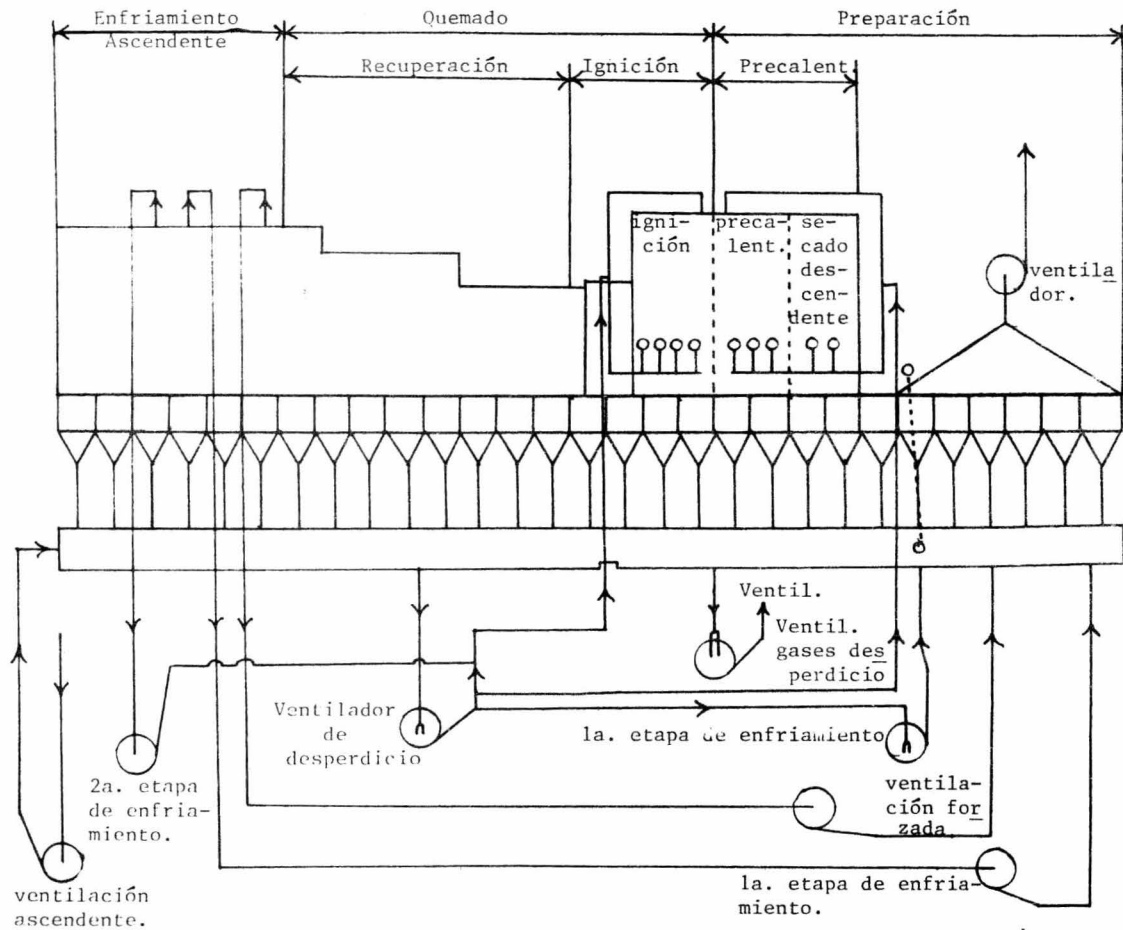 Enfriamiento
Ascendente
Quemado
Preparación
Recuperación
Ignición
Precalent.
igni-
ción
preca-
lent.
se-
cado
des-
cen-
dente
ventila
dor.
Ventil.
Ventil.
gases des
perdicio
Ventilador
de
desperdicio
1a. etapa de enfriamiento
2a. etapa
de enfria-
miento.
ventila-
ción for
zada
ventilación
ascendente.
1a. etapa de enfria-
miento.